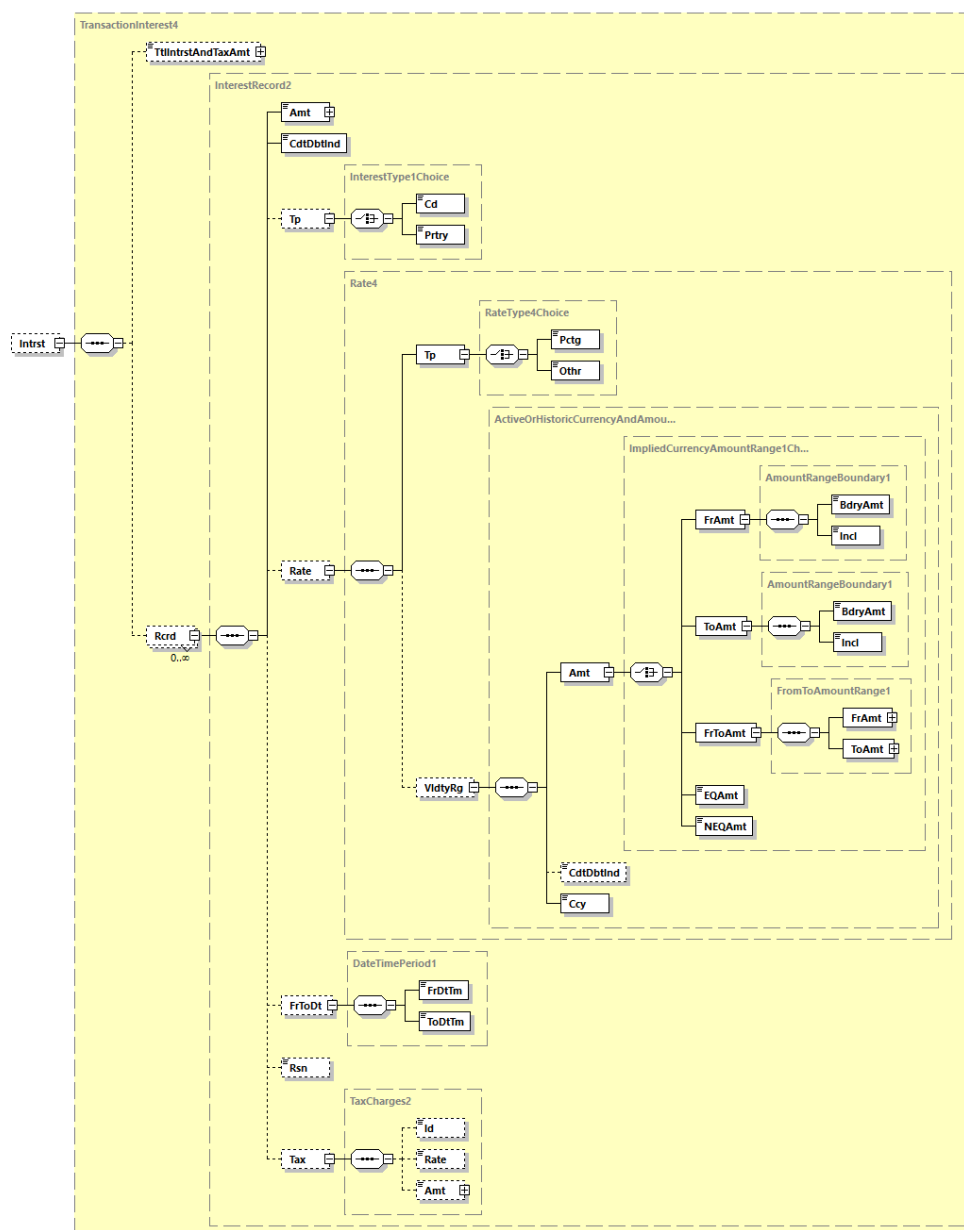 TransactionInterest4
TtlIntrstAndTaxAmt
InterestRecord2
Amt
CdtDbtInd
InterestType1Choice
Cd
Tp
Prtry
Rate4
RateType4Choice
Pctg
Intrst
Tp
Othr
ActiveOrHistoricCurrencyAndAmou...
ImpliedCurrencyAmountRange1Ch...
AmountRangeBoundary1
BdryAmt
FrAmt
Incl
Rate
AmountRangeBoundary1
BdryAmt
ToAmt
Rcrd
Incl
0..∞
Amt
FromToAmountRange1
FrAmt
FrToAmt
ToAmt
VldtyRg
EQAmt
NEQAmt
CdtDbtInd
Ccy
DateTimePeriod1
FrDtTm
FrToDt
ToDtTm
Rsn
TaxCharges2
Id
Tax
Rate
Amt